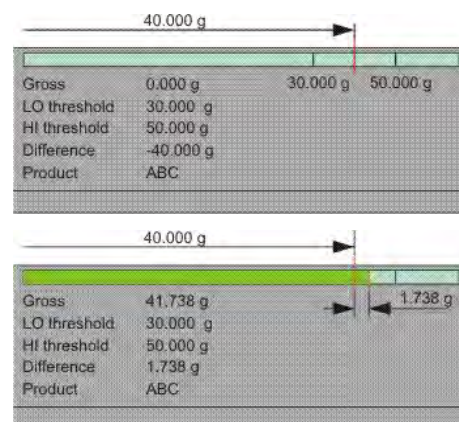 40.000 g
Gross 0.000 g 30.000 g 50.000 g
LO threshold 30.000 g
HI threshold 50.000 g
Difference -40.000 g
Product ABC
40.000 g
Gross 41.738 g 1.738 g
LO threshold 30.000 g
HI threshold 50.000 g
Difference 1.738 g
Product ABC